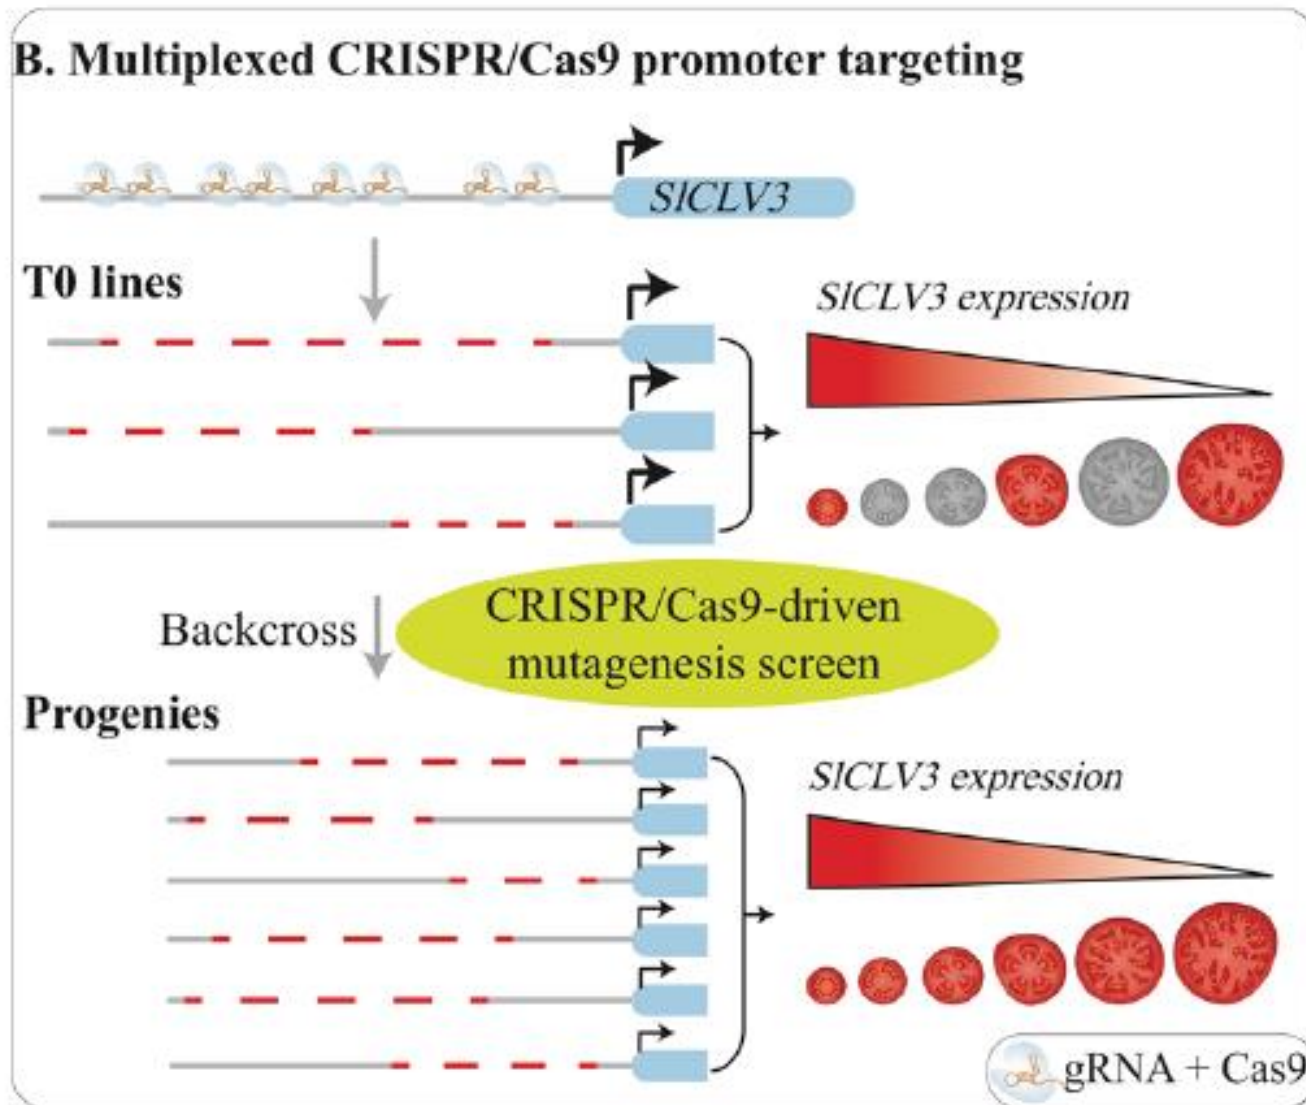 B. Multiplexed CRISPR/Cas9 promoter targeting
SlCLV3
T0 lines
SlCLV3 expression
Backcross
CRISPR/Cas9-driven
mutagenesis screen
Progenies
SlCLV3 expression
gRNA + Cas9